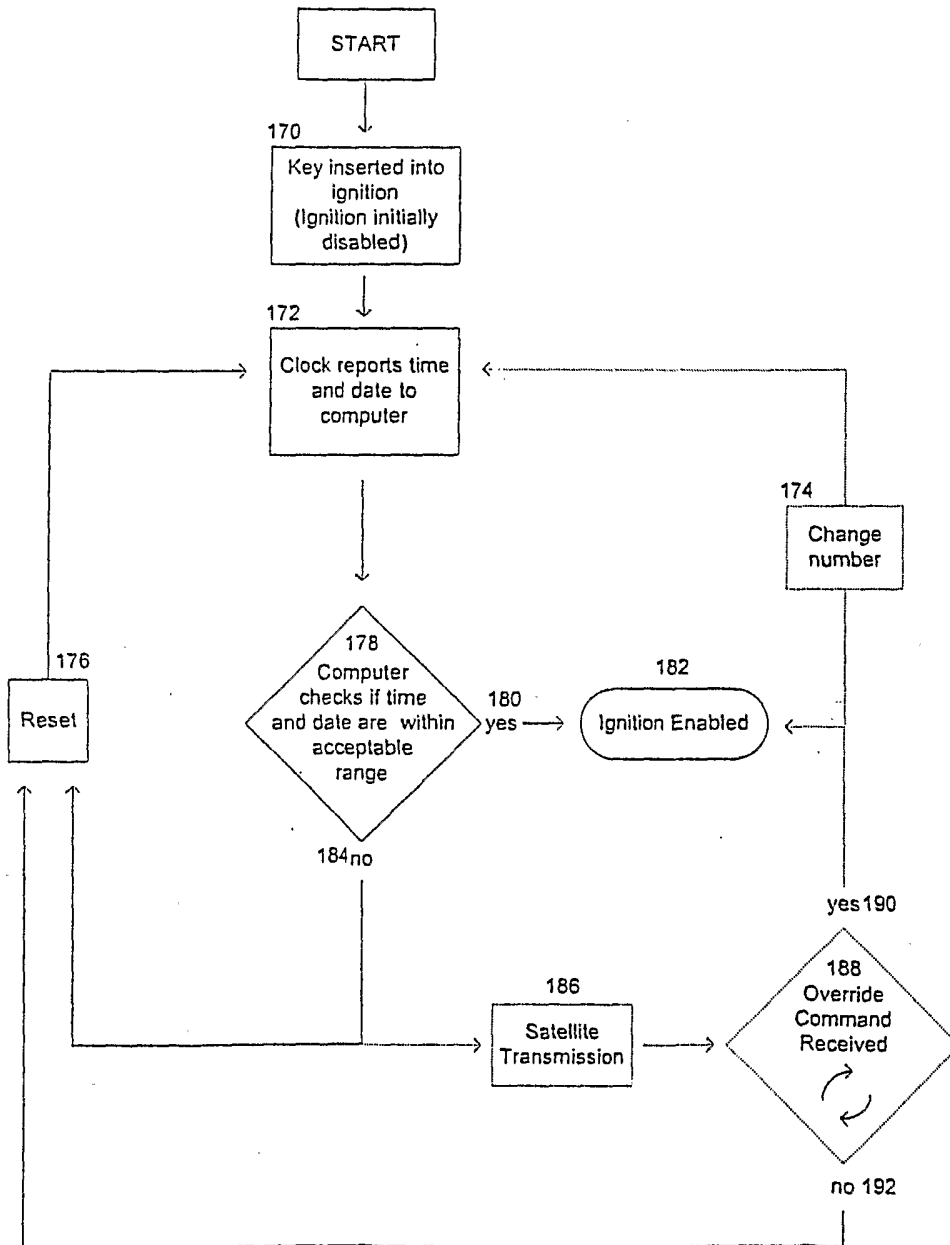 START
170
Key inserted into
ignition
(Ignition initially
disabled)
172
Clock reports time
and date to
computer
174
Change
number
176
Reset
178
Computer
checks if time
and date are within
acceptable
range
180
yes
182
Ignition Enabled
184 no
yes 190
186
Satellite
Transmission
188
Override
Command
Received
no 192